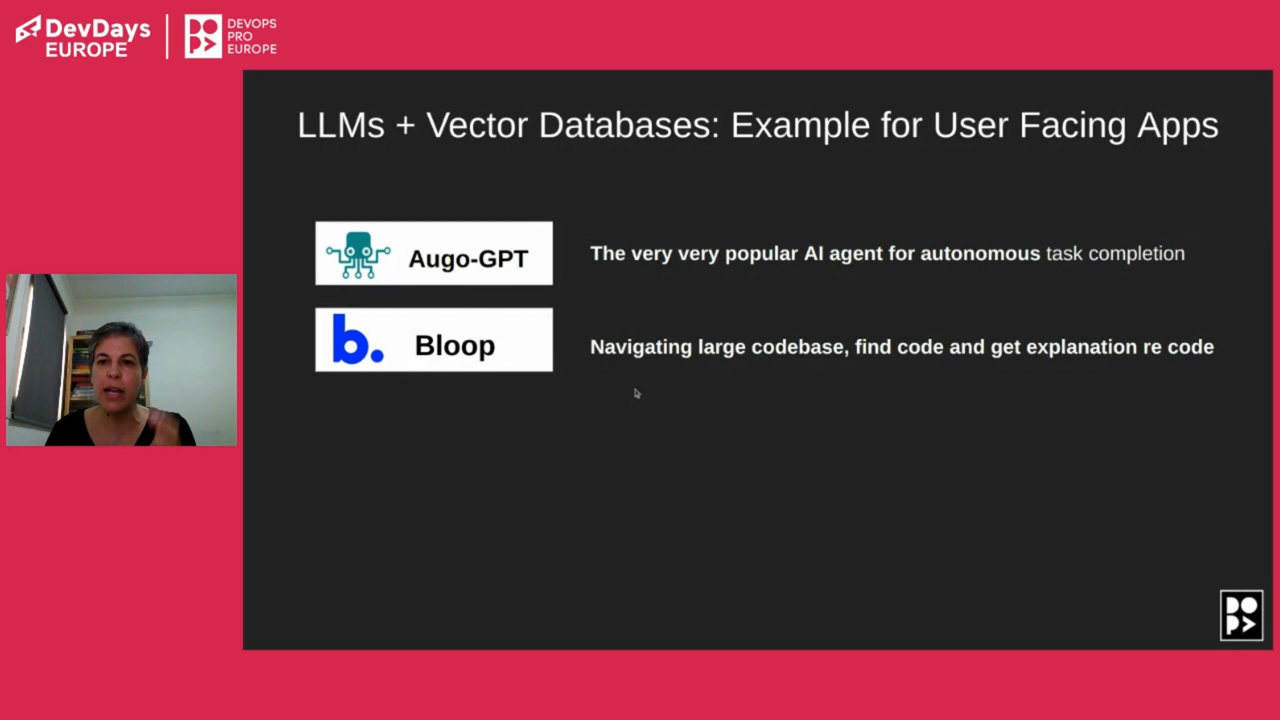 DevDays
EUROPE
DEVOPS
PRO
EUROPE
LLMs + Vector Databases: Example for User Facing Apps
Augo-GPT
The very very popular AI agent for autonomous task completion
b.
Bloop
Navigating large codebase, find code and get explanation re code